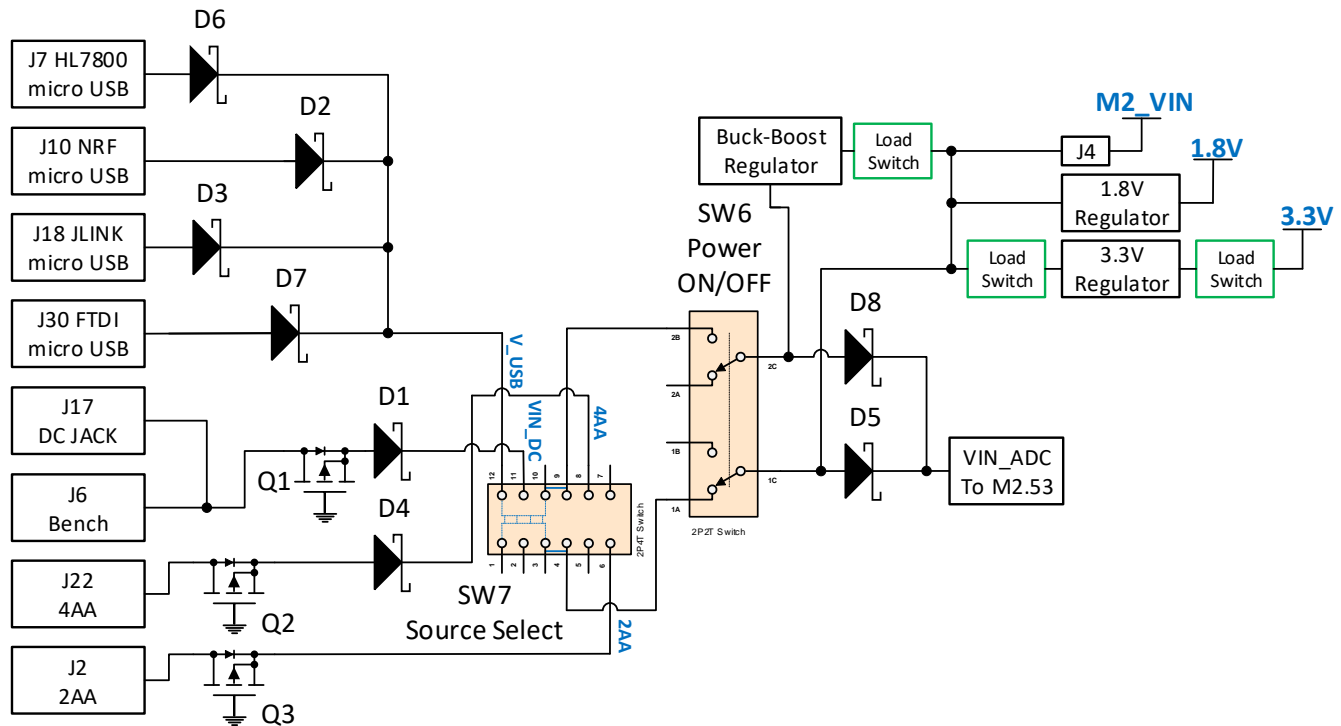 D6
J7 HL7800
micro USB
D2
J10 NRF
micro USB
D3
J18 JLINK
micro USB
D7
J30 FTDI
micro USB
J17
DC JACK
J6
Bench
Q1
D1
J22
4AA
Q2
D4
J2
2AA
Q3
V_USB
VIN_DC
4AA
12
11
10
9
8
7
1
2
3
4
5
6
2P4T Switch
SW7
Source Select
2AA
SW6
Power
ON/OFF
2B
2A
2C
1B
1A
1C
2P2T Switch
Buck-Boost
Regulator
Load
Switch
M2_VIN
J4
1.8V
1.8V
Regulator
3.3V
Load
Switch
3.3V
Regulator
Load
Switch
D8
D5
VIN_ADC
To M2.53